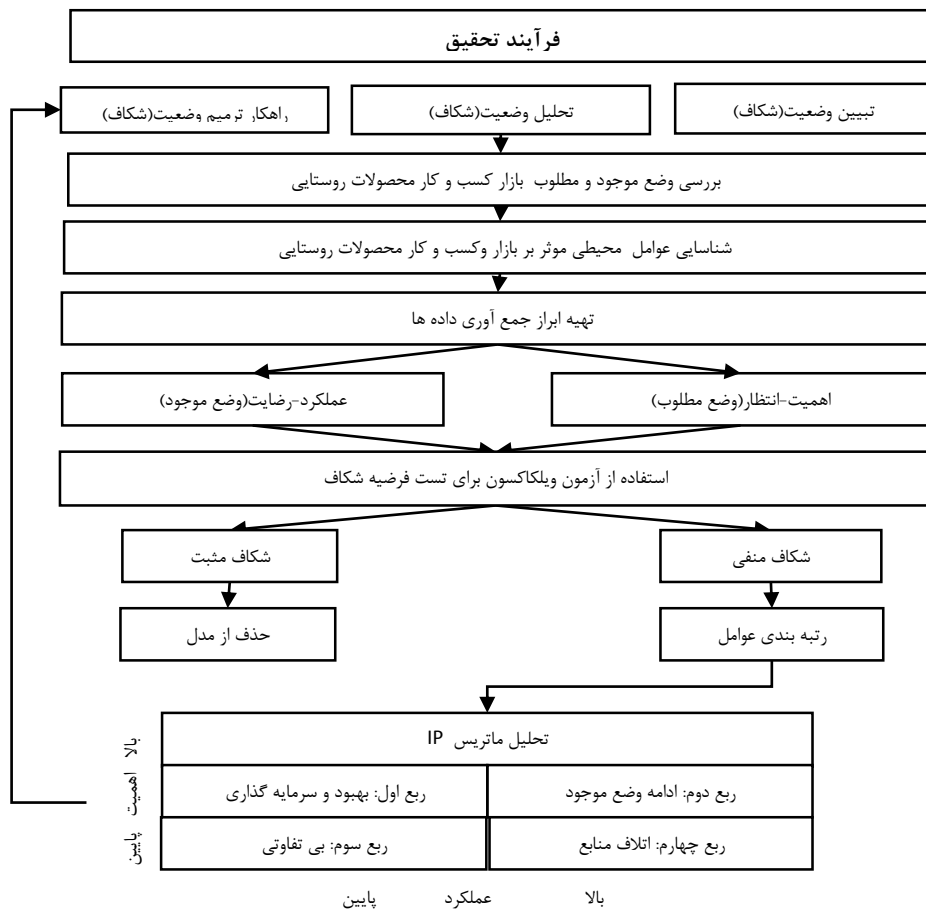 فرآیند تحقیق
تبیین وضعیت(شکاف)
تحلیل وضعیت(شکاف)
راهکار ترمیم وضعیت(شکاف)
بررسی وضع موجود و مطلوب بازار کسب و کار محصولات روستایی
شناسایی عوامل محیطی موثر بر بازار وکسب و کار محصولات روستایی
تهیه ابراز جمع آوری داده ها
اهمیت-انتظار(وضع مطلوب)
عملکرد-رضایت(وضع موجود)
استفاده از آزمون ویلکاکسون برای تست فرضیه شکاف
شکاف منفی
شکاف مثبت
رتبه بندی عوامل
حذف از مدل
تحلیل ماتریس IP
ربع دوم: ادامه وضع موجود
ربع اول: بهبود و سرمایه گذاری
ربع چهارم: اتلاف منابع
ربع سوم: بی تفاوتی
پایین اهمیت بالا
بالا عملکرد پایین